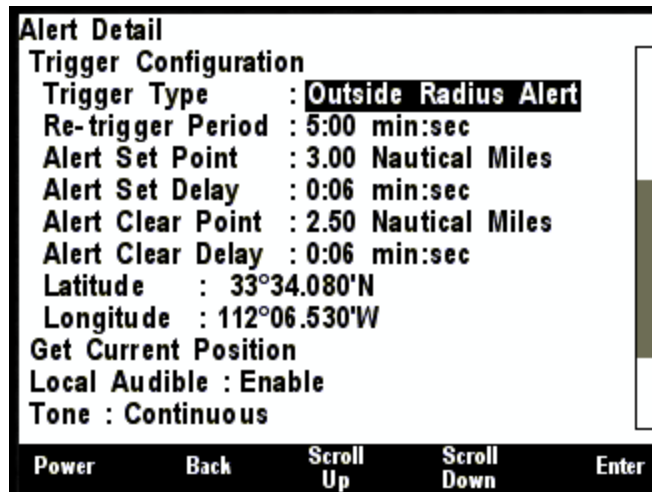 Alert Detail
Trigger Configuration
Trigger Type : Outside Radius Alert
Re-trigger Period : 5:00 min:sec
Alert Set Point : 3.00 Nautical Miles
Alert Set Delay : 0:06 min:sec
Alert Clear Point : 2.50 Nautical Miles
Alert Clear Delay : 0:06 min:sec
Latitude : 33°34.080'N
Longitude : 112°06.530'W
Get Current Position
Local Audible : Enable
Tone : Continuous
Power Back Scroll Up Scroll Down Enter